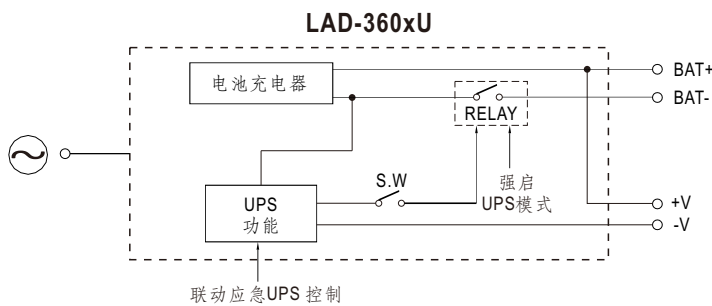 LAD-360xU
电池充电器
BAT+
BAT-
RELAY
强启
UPS模式
S.W
UPS
功能
+V
-V
联动应急UPS 控制